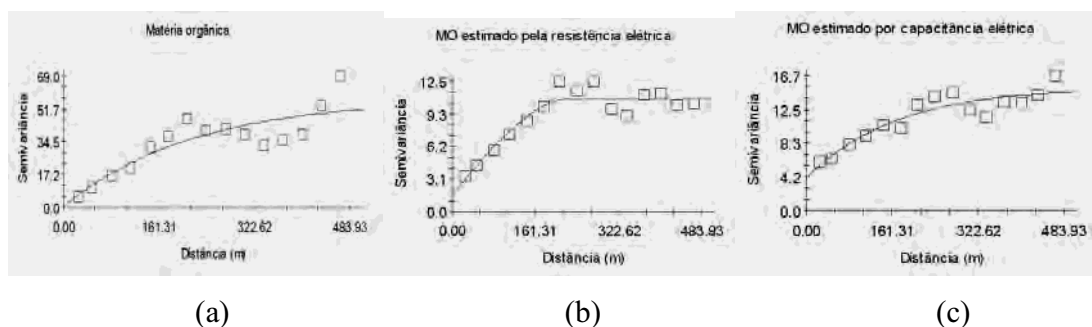 Matéria orgânica
Semivariância
69.0
51.7
34.5
17.2
0.0
0.00 161.31 322.62 483.93
Distância (m)
(a)
MO estimado pela resistência elétrica
Semivariância
12.5
9.3
6.2
3.1
0.0
0.00 161.31 322.62 483.93
Distância (m)
(b)
MO estimado por capacitância elétrica
Semivariância
16.7
12.5
8.3
4.2
0.0
0.00 161.31 322.62 483.93
Distância (m)
(c)